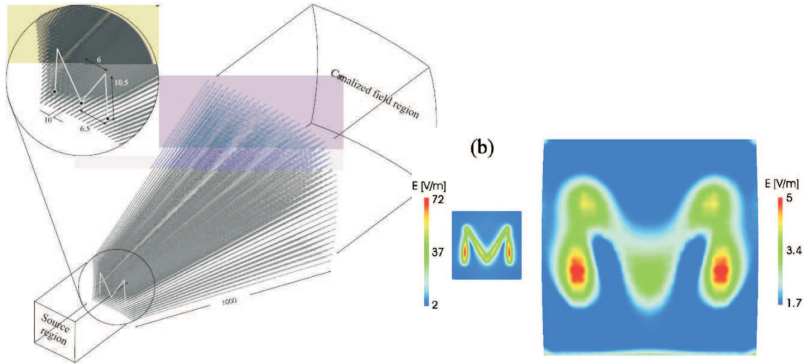 6
10.5
10
6.5
Canalized field region
1000
Source
region
(b)
E [V/m]
72
37
2
E [V/m]
5
3.4
1.7